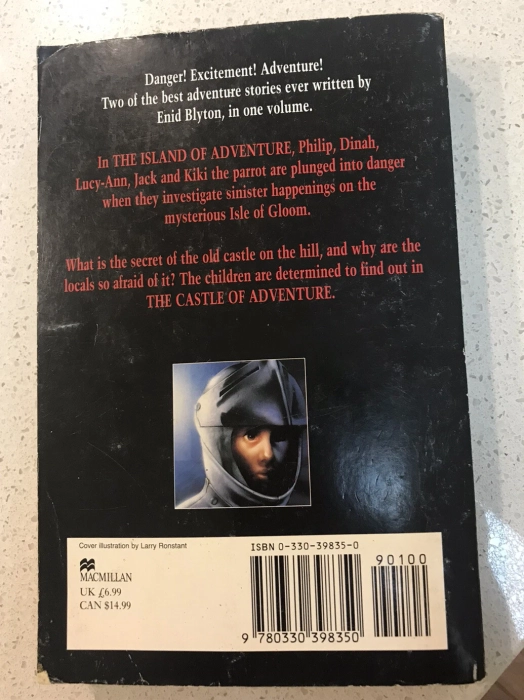 Danger! Excitement! Adventure!
Two of the best adventure stories ever written by
Enid Blyton, in one volume.
In THE ISLAND OF ADVENTURE, Philip, Dinah,
Lucy-Ann, Jack and Kiki the parrot are plunged into danger
when they investigate sinister happenings on the
mysterious Isle of Gloom.
What is the secret of the old castle on the hill, and why are the
locals so afraid of it? The children are determined to find out in
THE CASTLE OF ADVENTURE.
Cover illustration by Larry Ronstant
MACMILLAN
UK £6.99
CAN $14.99
ISBN 0-330-39835-0
90100
9 780330 398350